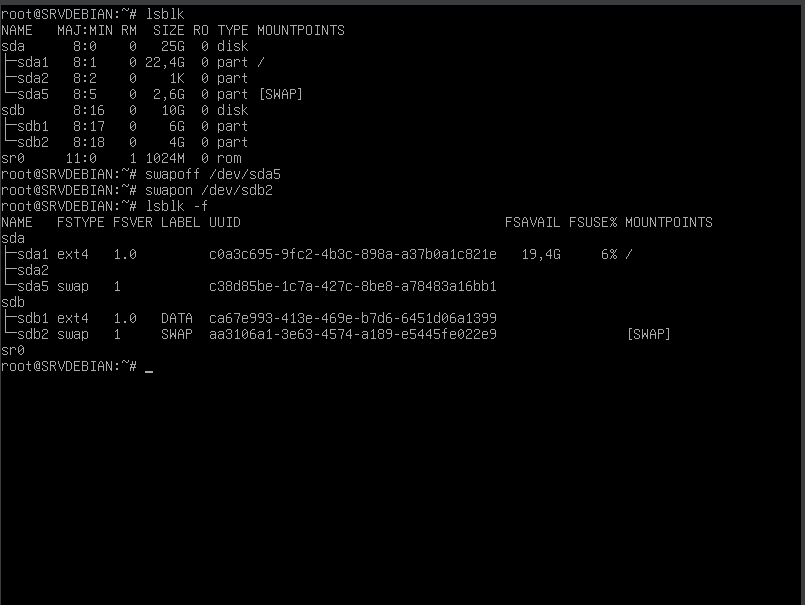 root@SRVDEBIAN:~# lsblk
NAME   MAJ:MIN RM  SIZE RO TYPE MOUNTPOINTS
sda      8:0    0   25G  0 disk
├─sda1   8:1    0 22,4G  0 part /
├─sda2   8:2    0    1K  0 part
└─sda5   8:5    0  2,6G  0 part [SWAP]
sdb      8:16   0   10G  0 disk
├─sdb1   8:17   0    6G  0 part
└─sdb2   8:18   0    4G  0 part
sr0     11:0    1 1024M  0 rom
root@SRVDEBIAN:~# swapoff /dev/sda5
root@SRVDEBIAN:~# swapon /dev/sdb2
root@SRVDEBIAN:~# lsblk -f
NAME   FSTYPE FSVER LABEL UUID                                 FSAVAIL FSUSE% MOUNTPOINTS
sda
├─sda1 ext4   1.0         c0a3c695-9fc2-4b3c-898a-a37b0a1c821e   19,4G     6% /
├─sda2
└─sda5 swap   1           c38d85be-1c7a-427c-8be8-a78483a16bb1
sdb
├─sdb1 ext4   1.0   DATA  ca67e993-413e-469e-b7d6-6451d06a1399
└─sdb2 swap   1     SWAP  aa3106a1-3e63-4574-a189-e5445fe022e9                [SWAP]
sr0
root@SRVDEBIAN:~# _